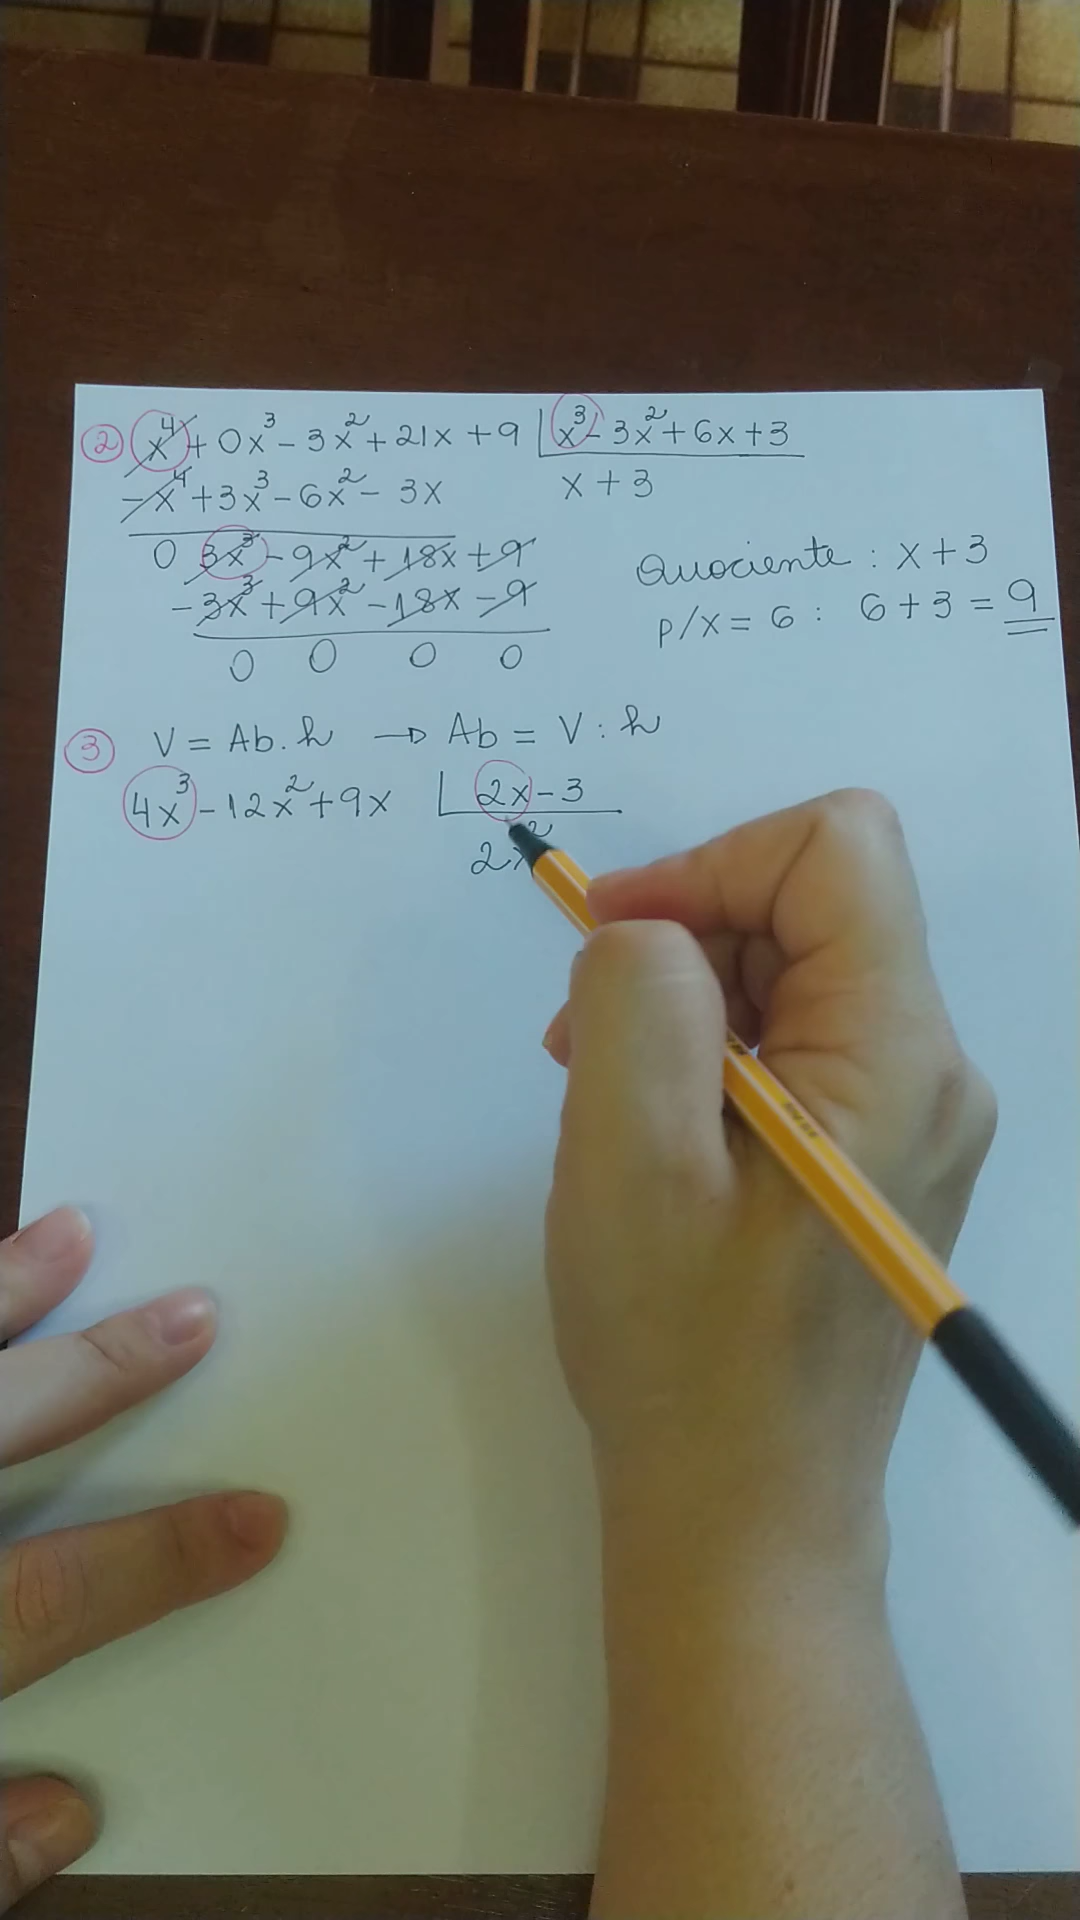 ② x⁴ + 0x³ - 3x² + 21x + 9 | x³ - 3x² + 6x + 3
-x⁴ + 3x³ - 6x² - 3x x + 3
0 3x³ - 9x² + 18x + 9
-3x³ + 9x² - 18x - 9
0 0 0 0
Quociente : x + 3
p/x = 6 : 6 + 3 = 9
③ V = Ab . h → Ab = V : h
4x³ - 12x² + 9x | 2x - 3
2x²